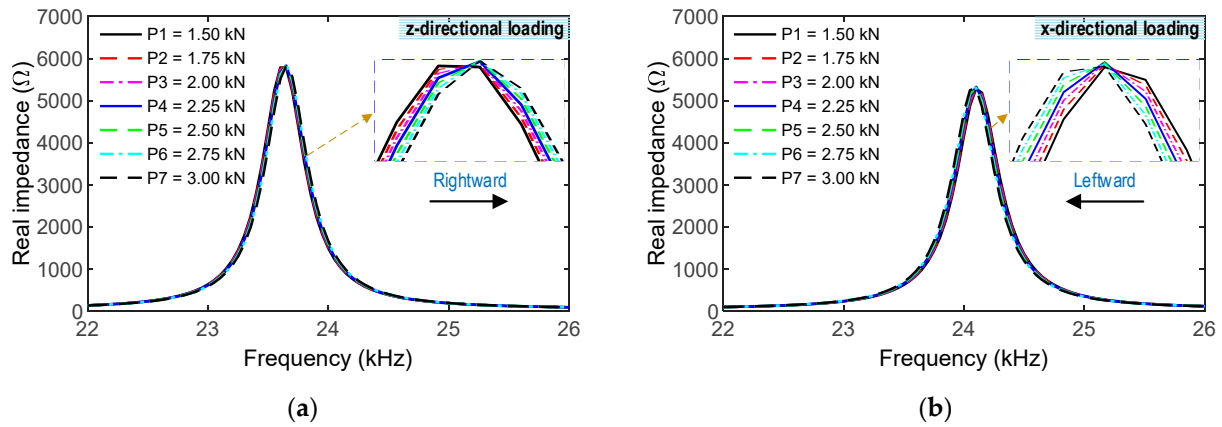 7000
6000
5000
4000
3000
2000
1000
0
Real impedance (Ω)
z-directional loading
P1 = 1.50 kN
P2 = 1.75 kN
P3 = 2.00 kN
P4 = 2.25 kN
P5 = 2.50 kN
P6 = 2.75 kN
P7 = 3.00 kN
Rightward
22 23 24 25 26
Frequency (kHz)
(a)
7000
6000
5000
4000
3000
2000
1000
0
Real impedance (Ω)
x-directional loading
P1 = 1.50 kN
P2 = 1.75 kN
P3 = 2.00 kN
P4 = 2.25 kN
P5 = 2.50 kN
P6 = 2.75 kN
P7 = 3.00 kN
Leftward
22 23 24 25 26
Frequency (kHz)
(b)